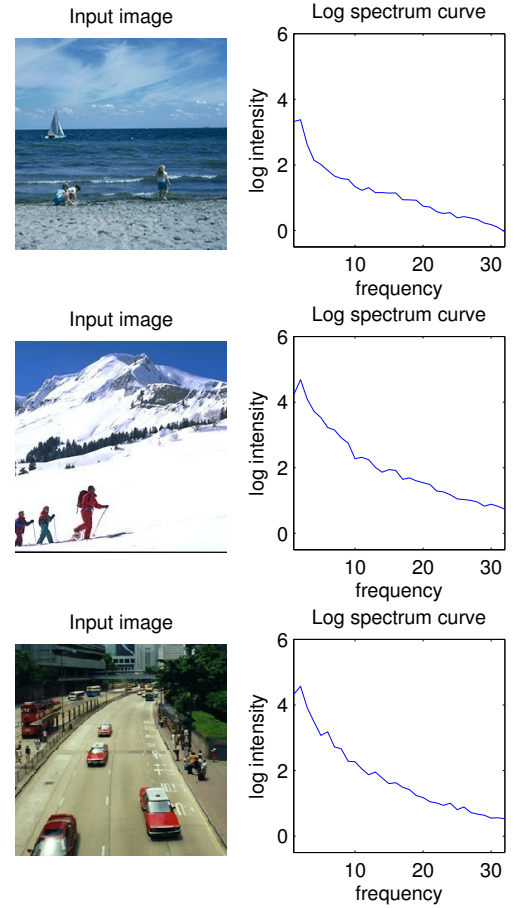 Input image
Log spectrum curve
6
4
2
0
log intensity
10 20 30
frequency
Input image
Log spectrum curve
6
4
2
0
log intensity
10 20 30
frequency
Input image
Log spectrum curve
6
4
2
0
log intensity
10 20 30
frequency